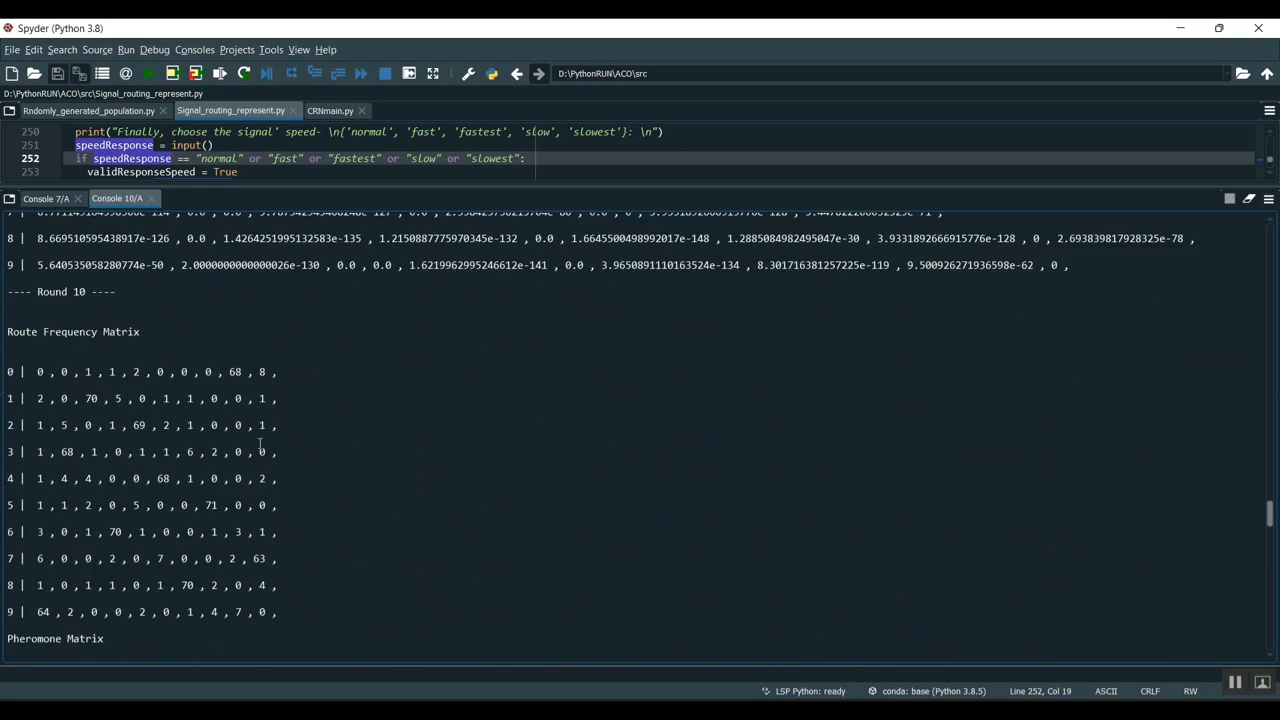 Spyder (Python 3.8)
File Edit Search Source Run Debug Consoles Projects Tools View Help
D:\PythonRUN\ACO\src
D:\PythonRUN\ACO\src\Signal_routing_represent.py
Rndomly_generated_population.py Signal_routing_represent.py CRNmain.py
250 print("Finally, choose the signal' speed- \n{'normal', 'fast', 'fastest', 'slow', 'slowest'}: \n")
251 speedResponse = input()
252 if speedResponse == "normal" or "fast" or "fastest" or "slow" or "slowest":
253 validResponseSpeed = True
Console 7/A Console 10/A
8 | 8.669510595438917e-126 , 0.0 , 1.4264251995132583e-135 , 1.2150887775970345e-132 , 0.0 , 1.6645500498992017e-148 , 1.2885084982495047e-30 , 3.9331892666915776e-128 , 0 , 2.693839817928325e-78 ,
9 | 5.640535058280774e-50 , 2.0000000000000026e-130 , 0.0 , 0.0 , 1.6219962995246612e-141 , 0.0 , 3.9650891110163524e-134 , 8.301716381257225e-119 , 9.500926271936598e-62 , 0 ,
---- Round 10 ----
Route Frequency Matrix
0 | 0 , 0 , 1 , 1 , 2 , 0 , 0 , 0 , 68 , 8 ,
1 | 2 , 0 , 70 , 5 , 0 , 1 , 1 , 0 , 0 , 1 ,
2 | 1 , 5 , 0 , 1 , 69 , 2 , 1 , 0 , 0 , 1 ,
3 | 1 , 68 , 1 , 0 , 1 , 1 , 6 , 2 , 0 , 0 ,
4 | 1 , 4 , 4 , 0 , 0 , 68 , 1 , 0 , 0 , 2 ,
5 | 1 , 1 , 2 , 0 , 5 , 0 , 0 , 71 , 0 , 0 ,
6 | 3 , 0 , 1 , 70 , 1 , 0 , 0 , 1 , 3 , 1 ,
7 | 6 , 0 , 0 , 2 , 0 , 7 , 0 , 0 , 2 , 63 ,
8 | 1 , 0 , 1 , 1 , 0 , 1 , 70 , 2 , 0 , 4 ,
9 | 64 , 2 , 0 , 0 , 2 , 0 , 1 , 4 , 7 , 0 ,
Pheromone Matrix
LSP Python: ready conda: base (Python 3.8.5) Line 252, Col 19 ASCII CRLF RW